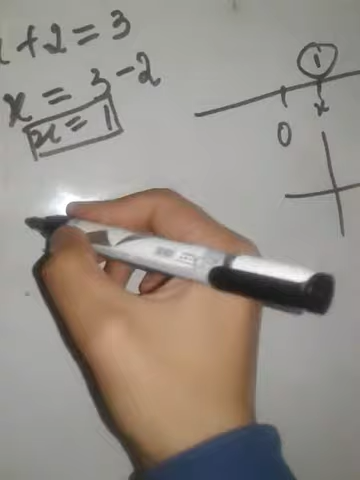 x + 2 = 3
x = 3 - 2
x = 1
1
0 x